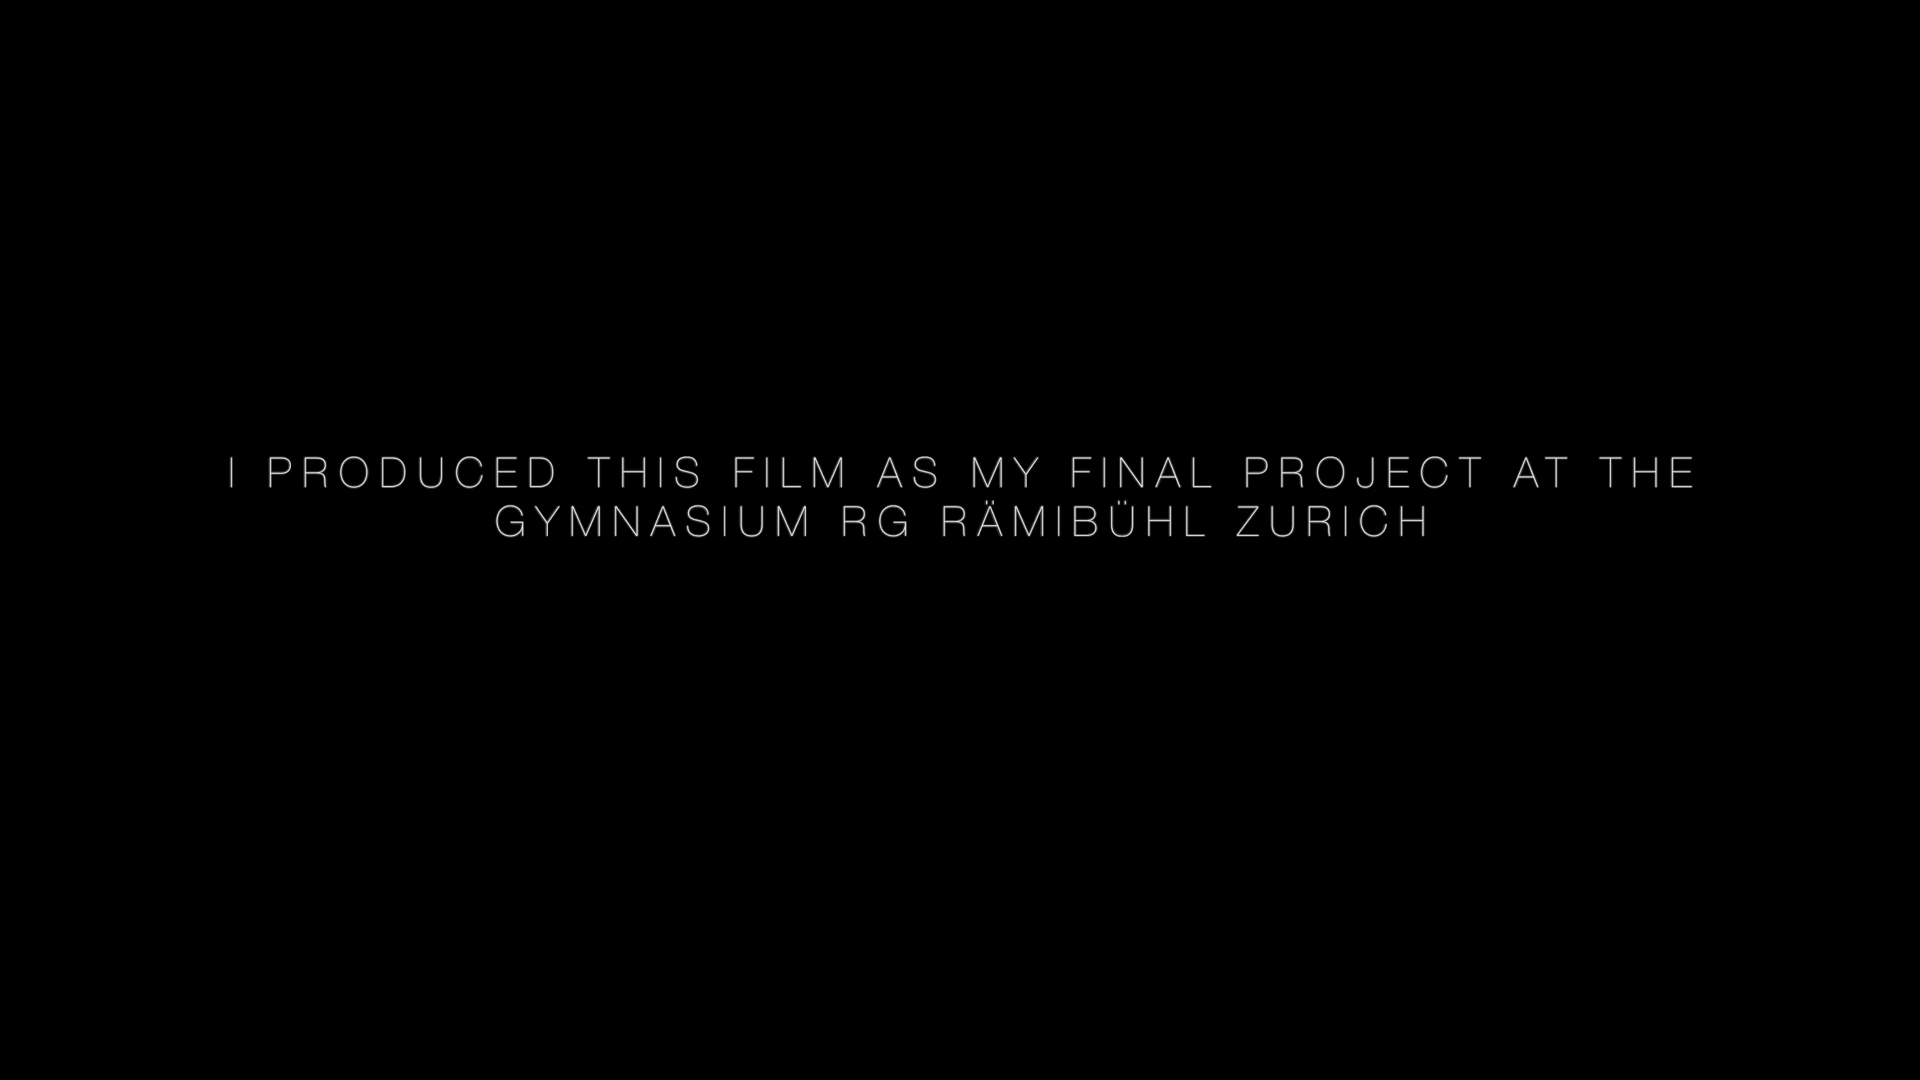 I PRODUCED THIS FILM AS MY FINAL PROJECT AT THE
GYMNASIUM RG RÄMIBÜHL ZURICH